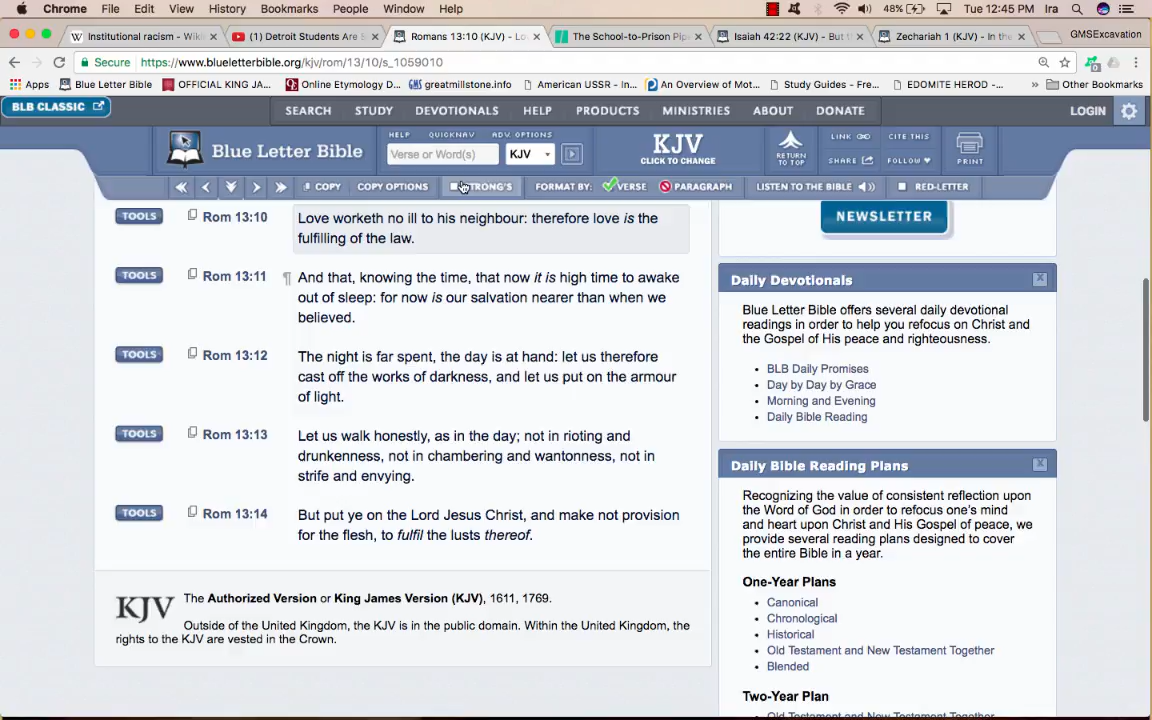 Chrome File Edit View History Bookmarks People Window Help 48% Tue 12:45 PM Ira
Institutional racism - Wiki (1) Detroit Students Are S Romans 13:10 (KJV) - Lo The School-to-Prison Pip Isaiah 42:22 (KJV) - But th Zechariah 1 (KJV) - In the GMSExcavation
Secure https://www.blueletterbible.org/kjv/rom/13/10/s_1059010
Apps Blue Letter Bible OFFICIAL KING JA... Online Etymology D... greatmillstone.info American USSR - In... An Overview of Mot... Study Guides - Fre... EDOMITE HEROD -... » Other Bookmarks
BLB CLASSIC SEARCH STUDY DEVOTIONALS HELP PRODUCTS MINISTRIES ABOUT DONATE LOGIN
HELP QUICKNAV ADV. OPTIONS
Blue Letter Bible Verse or Word(s) KJV
KJV
CLICK TO CHANGE
RETURN
TO TOP
LINK CITE THIS
SHARE FOLLOW
PRINT
COPY COPY OPTIONS STRONG'S FORMAT BY: VERSE PARAGRAPH LISTEN TO THE BIBLE RED-LETTER
TOOLS Rom 13:10 Love worketh no ill to his neighbour: therefore love is the
fulfilling of the law.
TOOLS Rom 13:11 ¶ And that, knowing the time, that now it is high time to awake
out of sleep: for now is our salvation nearer than when we
believed.
TOOLS Rom 13:12 The night is far spent, the day is at hand: let us therefore
cast off the works of darkness, and let us put on the armour
of light.
TOOLS Rom 13:13 Let us walk honestly, as in the day; not in rioting and
drunkenness, not in chambering and wantonness, not in
strife and envying.
TOOLS Rom 13:14 But put ye on the Lord Jesus Christ, and make not provision
for the flesh, to fulfil the lusts thereof.
KJV The Authorized Version or King James Version (KJV), 1611, 1769.
Outside of the United Kingdom, the KJV is in the public domain. Within the United Kingdom, the
rights to the KJV are vested in the Crown.
NEWSLETTER
Daily Devotionals
Blue Letter Bible offers several daily devotional
readings in order to help you refocus on Christ and
the Gospel of His peace and righteousness.
• BLB Daily Promises
• Day by Day by Grace
• Morning and Evening
• Daily Bible Reading
Daily Bible Reading Plans
Recognizing the value of consistent reflection upon
the Word of God in order to refocus one's mind
and heart upon Christ and His Gospel of peace, we
provide several reading plans designed to cover
the entire Bible in a year.
One-Year Plans
• Canonical
• Chronological
• Historical
• Old Testament and New Testament Together
• Blended
Two-Year Plan
• Old Testament and New Testament Together